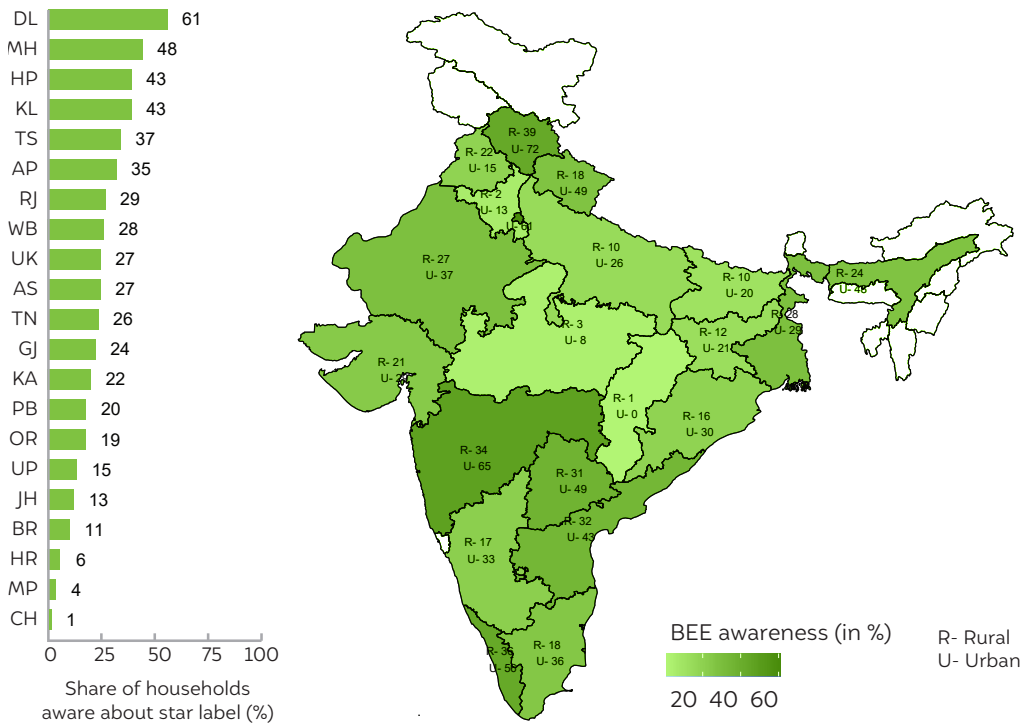 DL 61
MH 48
HP 43
KL 43
TS 37
AP 35
RJ 29
WB 28
UK 27
AS 27
TN 26
GJ 24
KA 22
PB 20
OR 19
UP 15
JH 13
BR 11
HR 6
MP 4
CH 1
0 25 50 75 100
Share of households
aware about star label (%)
R- 39
U- 72
R- 22
U- 15
R- 18
U- 49
R- 2
U- 13
U- 61
R- 27
U- 37
R- 10
U- 26
R- 10
U- 20
R- 24
U- 48
R- 28
U- 29
R- 3
U- 8
R- 12
U- 21
R- 21
U-
R- 1
U- 0
R- 16
U- 30
R- 34
U- 65
R- 31
U- 49
R- 32
U- 43
R- 17
U- 33
R-
U-
R- 18
U- 36
BEE awareness (in %)
20 40 60
R- Rural
U- Urban